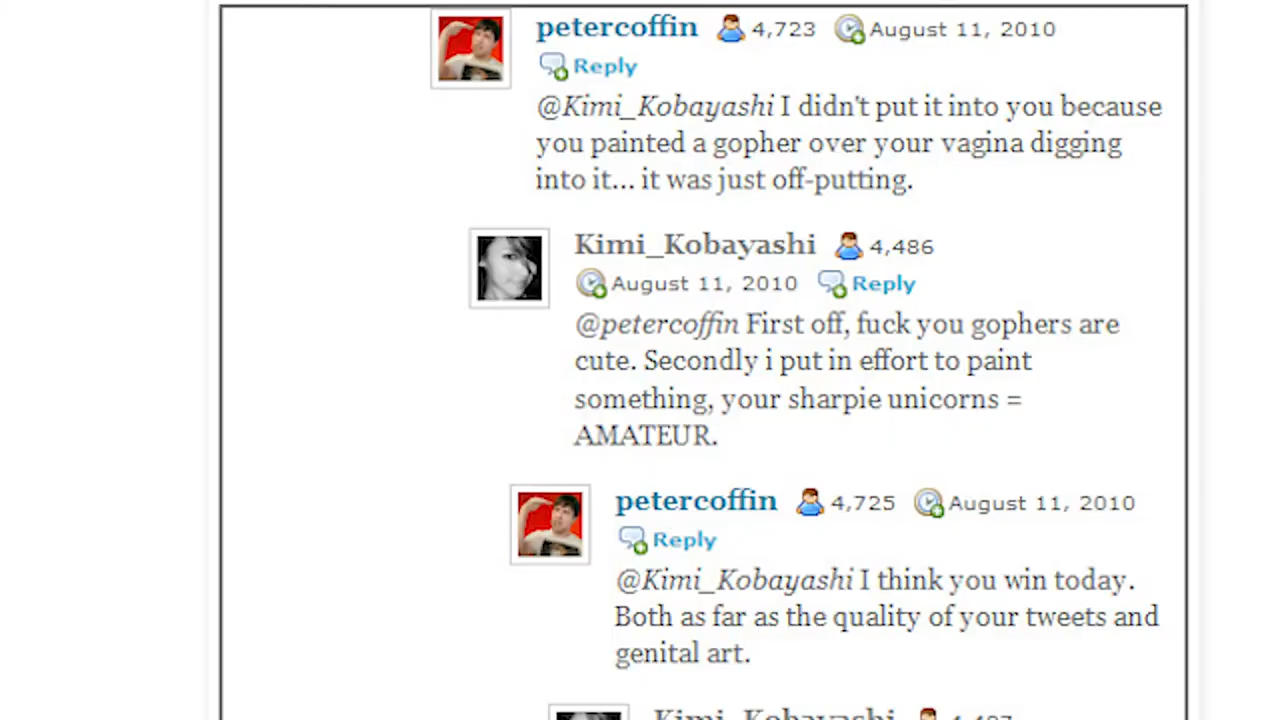 petercoffin 4,723 August 11, 2010
Reply
@Kimi_Kobayashi I didn't put it into you because
you painted a gopher over your vagina digging
into it... it was just off-putting.
Kimi_Kobayashi 4,486
August 11, 2010 Reply
@petercoffin First off, fuck you gophers are
cute. Secondly i put in effort to paint
something, your sharpie unicorns =
AMATEUR.
petercoffin 4,725 August 11, 2010
Reply
@Kimi_Kobayashi I think you win today.
Both as far as the quality of your tweets and
genital art.
Kimi_Kobayashi